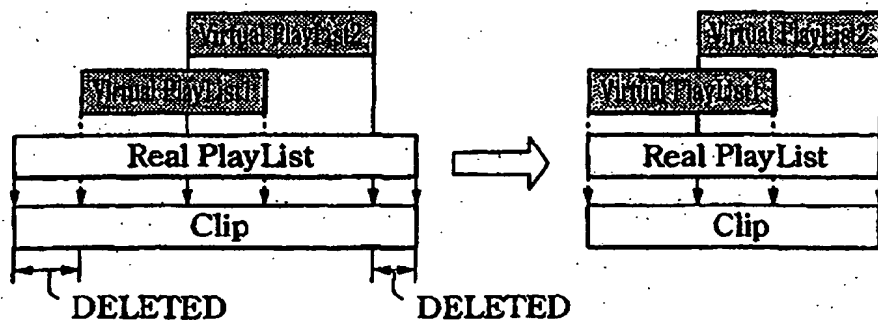 Virtual PlayList2
Virtual PlayList1
Real PlayList
Clip
DELETED
DELETED
Virtual PlayList2
Virtual PlayList1
Real PlayList
Clip